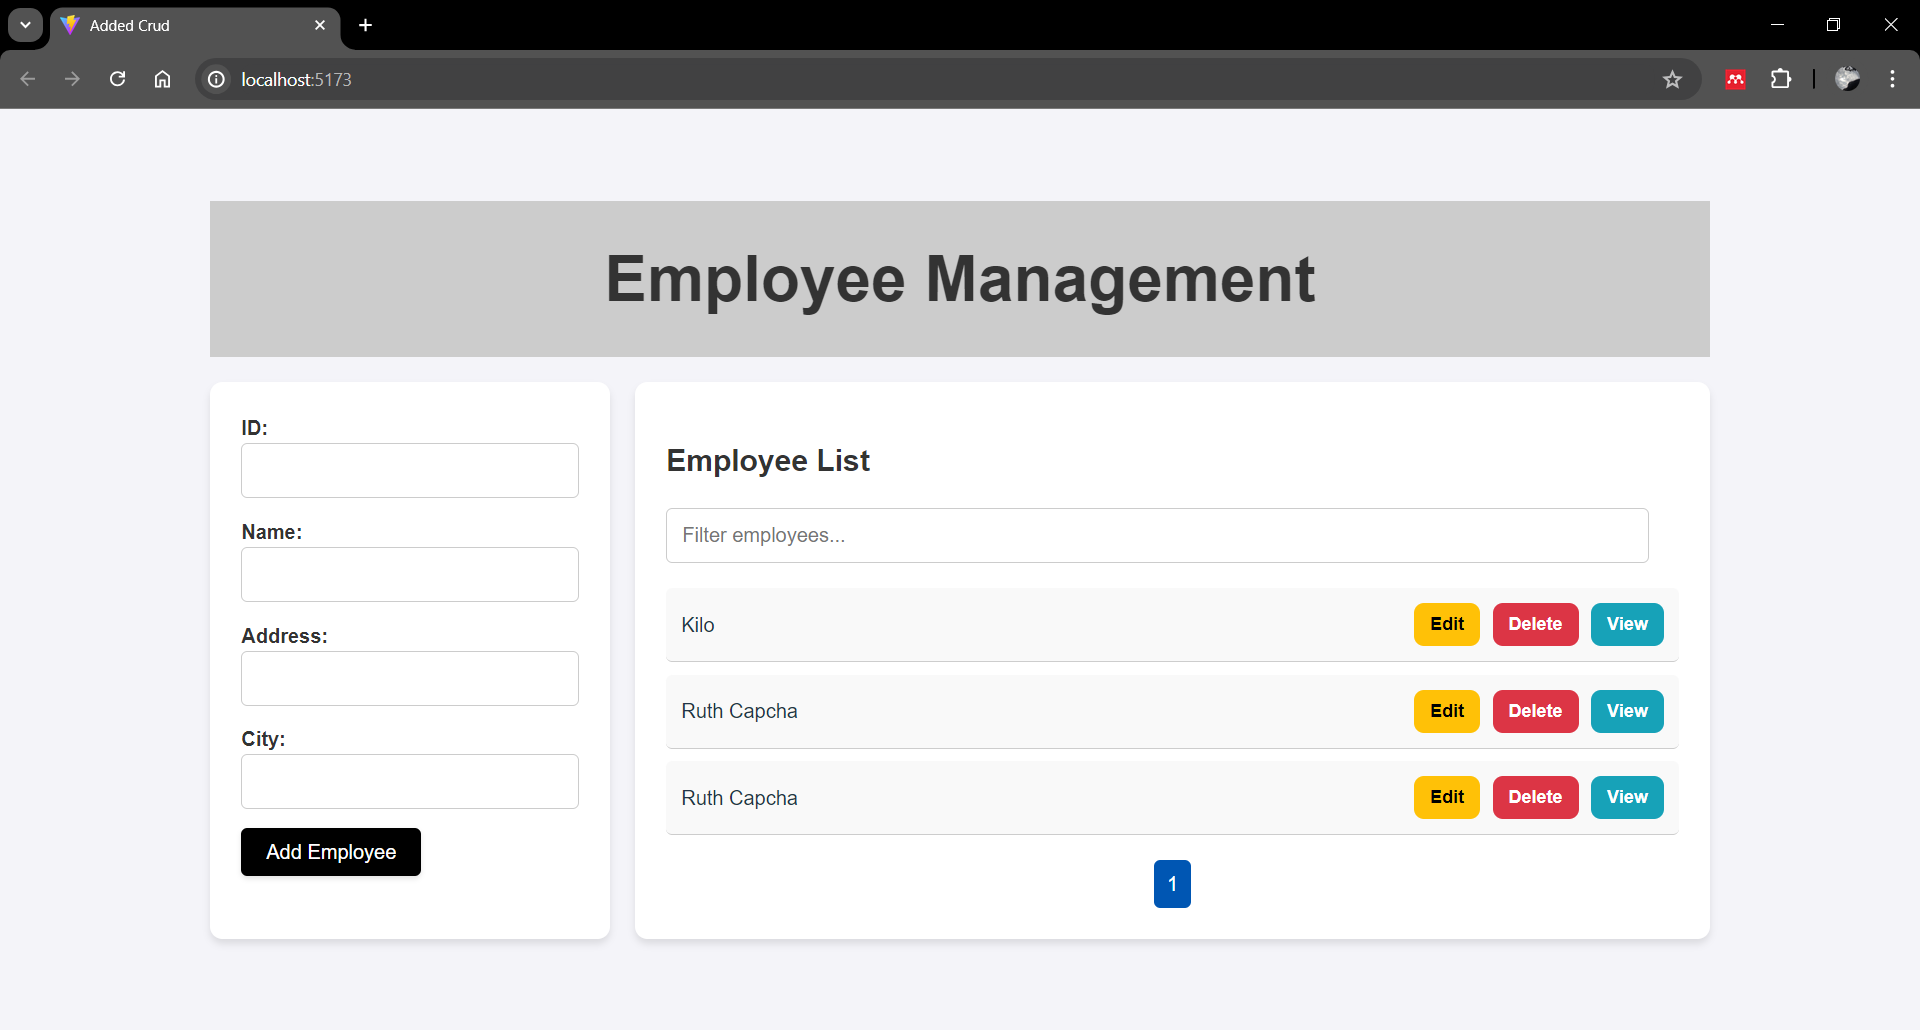 Added Crud
localhost:5173
Employee Management
ID:
Name:
Address:
City:
Add Employee
Employee List
Filter employees...
Kilo Edit Delete View
Ruth Capcha Edit Delete View
Ruth Capcha Edit Delete View
1